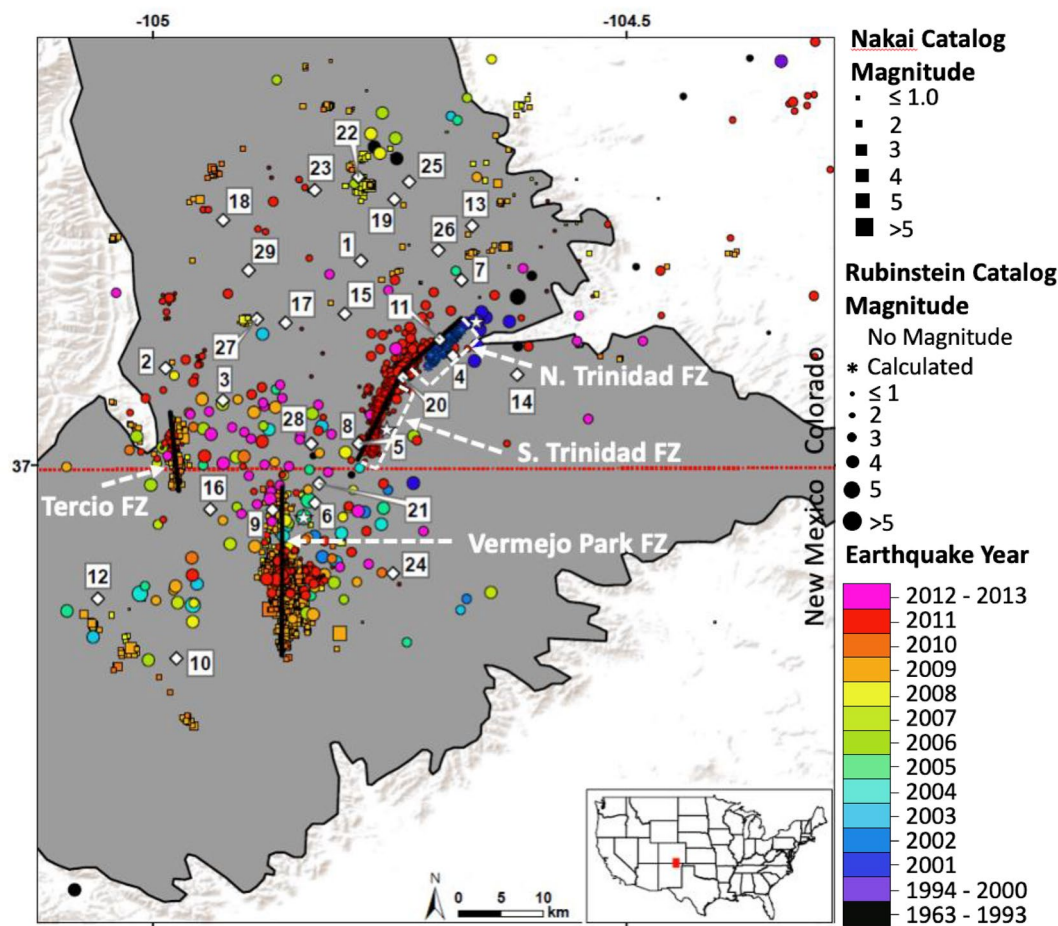 -105
-104.5
Nakai Catalog
Magnitude
≤ 1.0
2
3
4
5
>5
Rubinstein Catalog
Magnitude
No Magnitude
* Calculated
≤ 1
2
3
4
5
>5
Earthquake Year
2012 - 2013
2011
2010
2009
2008
2007
2006
2005
2004
2003
2002
2001
1994 - 2000
1963 - 1993
22
23
25
18
19
13
26
1
29
7
15
11
17
27
2
3
4
N. Trinidad FZ
20
14
28
8
5
S. Trinidad FZ
Colorado
37
Tercio FZ
16
9
6
21
Vermejo Park FZ
New Mexico
24
12
10
N
0 5 10
km